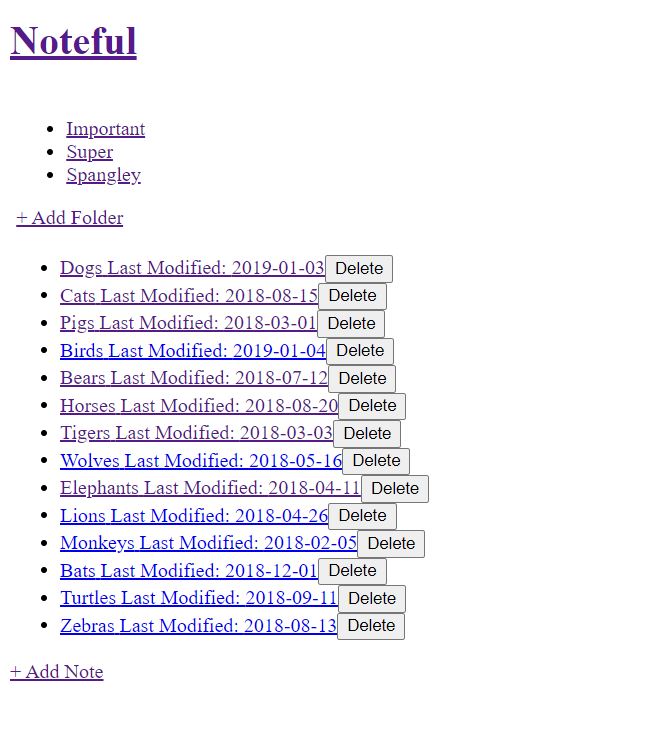 Noteful
Important
Super
Spangley
+ Add Folder
Dogs Last Modified: 2019-01-03 Delete
Cats Last Modified: 2018-08-15 Delete
Pigs Last Modified: 2018-03-01 Delete
Birds Last Modified: 2019-01-04 Delete
Bears Last Modified: 2018-07-12 Delete
Horses Last Modified: 2018-08-20 Delete
Tigers Last Modified: 2018-03-03 Delete
Wolves Last Modified: 2018-05-16 Delete
Elephants Last Modified: 2018-04-11 Delete
Lions Last Modified: 2018-04-26 Delete
Monkeys Last Modified: 2018-02-05 Delete
Bats Last Modified: 2018-12-01 Delete
Turtles Last Modified: 2018-09-11 Delete
Zebras Last Modified: 2018-08-13 Delete
+ Add Note